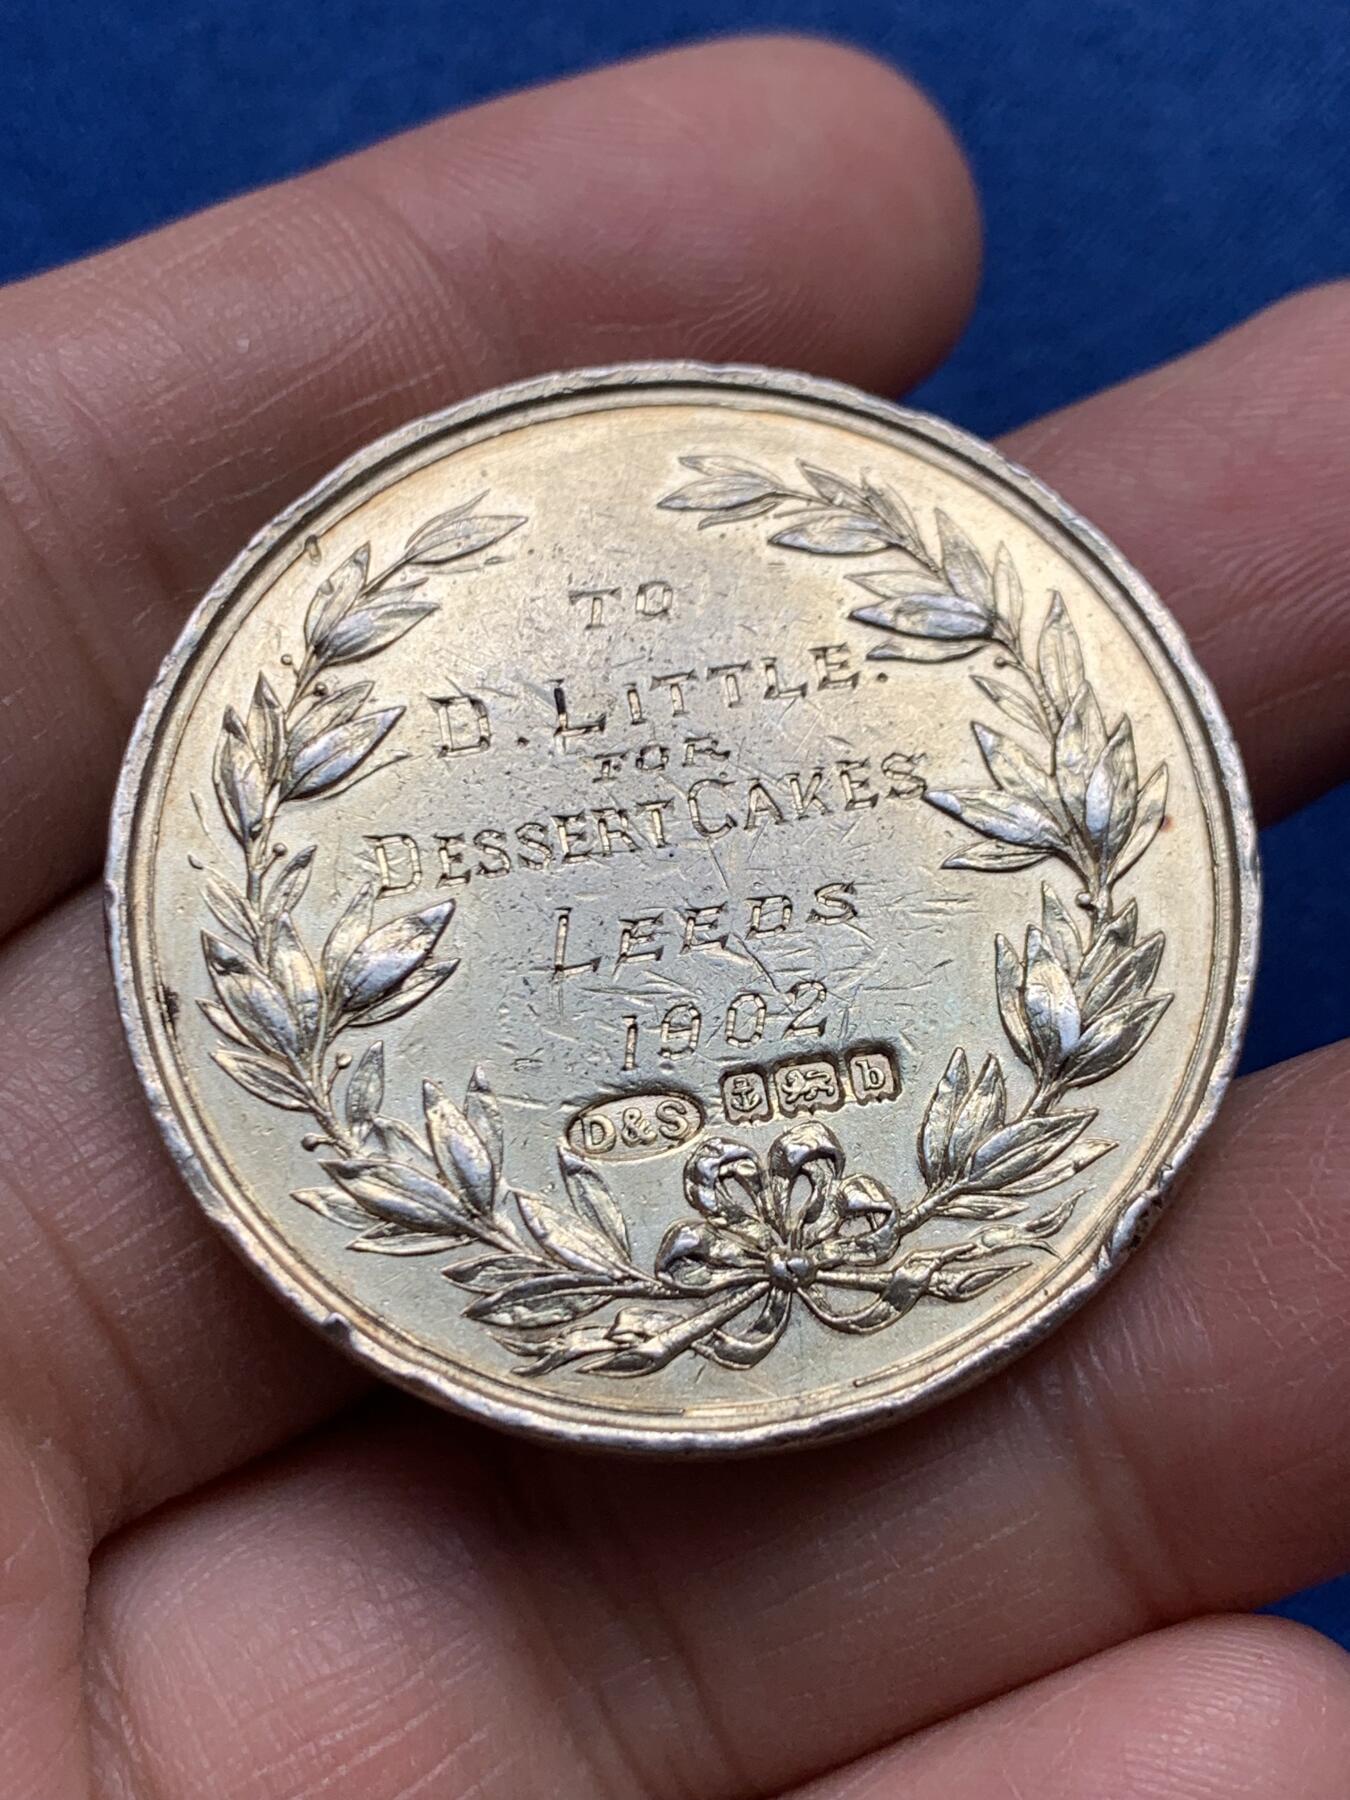 TO
D. LITTLE.
FOR
DESSERT CAKES
LEEDS
1902
D&S b